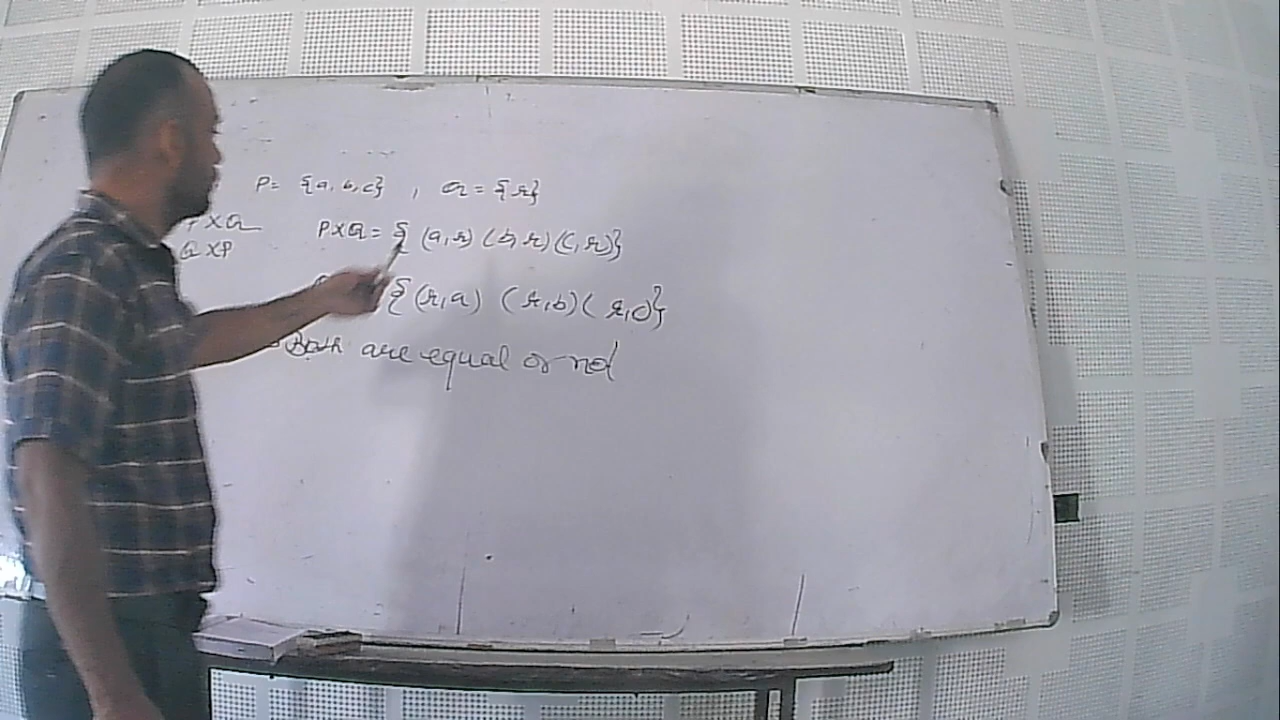 P= {a, b, c} , Q = {r}
P X Q
Q X P
P X Q = { (a, r) (b, r) (c, r)}
{ (r, a) (r, b) ( r, c)}
Both are equal or not